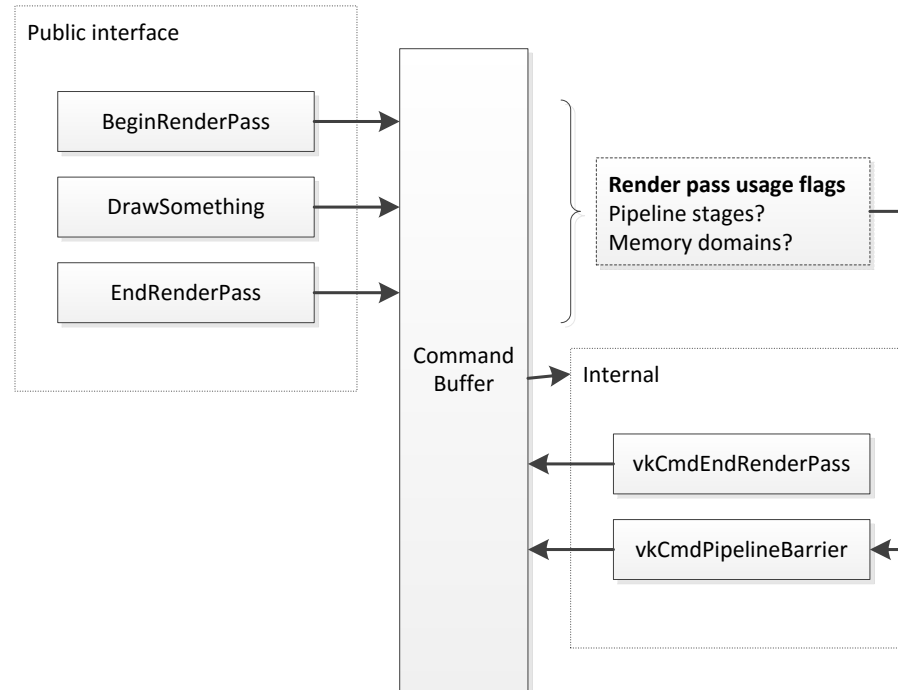 Public interface
BeginRenderPass
DrawSomething
EndRenderPass
Command
Buffer
Render pass usage flags
Pipeline stages?
Memory domains?
Internal
vkCmdEndRenderPass
vkCmdPipelineBarrier